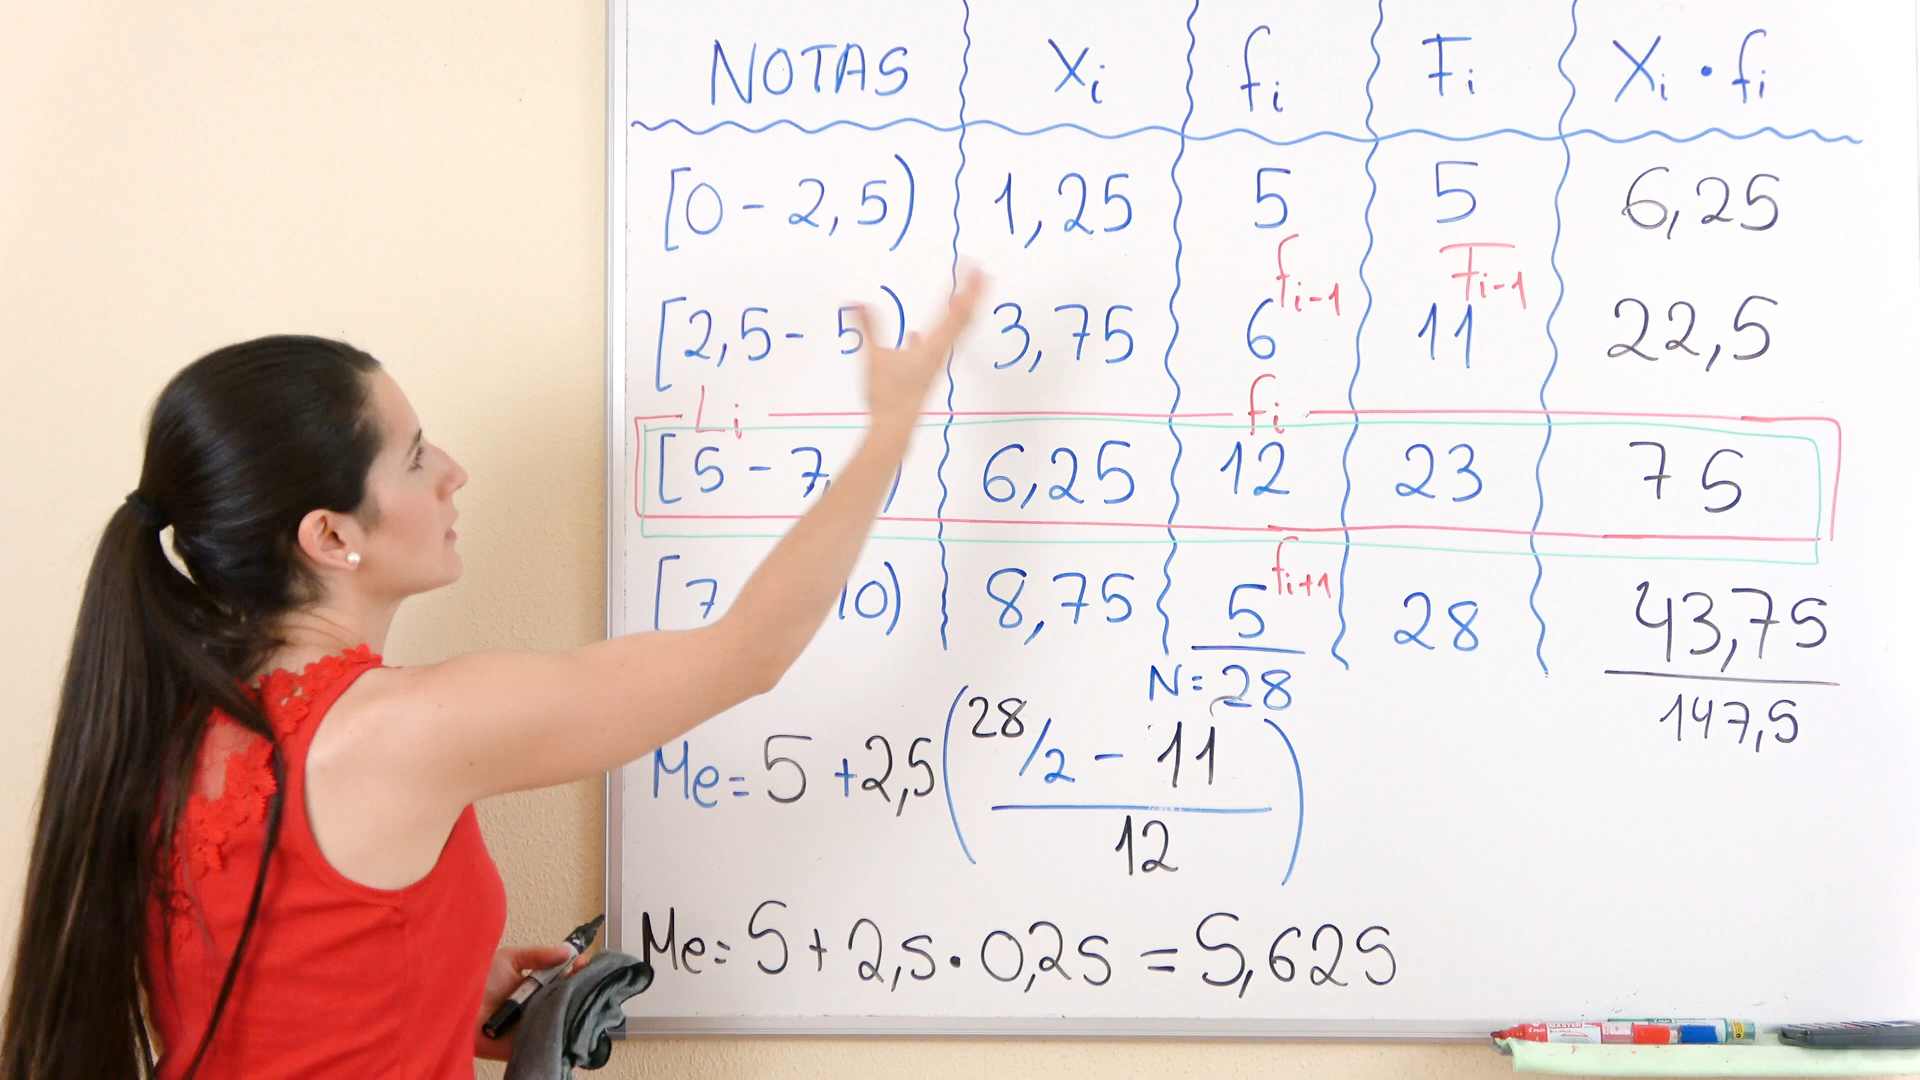 NOTAS Xi fi Fi Xi · fi
[0 - 2,5) 1,25 5 5 6,25
fi-1 Fi-1
[2,5 - 5) 3,75 6 11 22,5
Li fi
[5 - 7, ) 6,25 12 23 75
fi+1
[7 10) 8,75 5 28 43,75
N = 28 147,5
Me = 5 + 2,5 ( 28/2 - 11
12 )
Me = 5 + 2,5 · 0,25 = 5,625